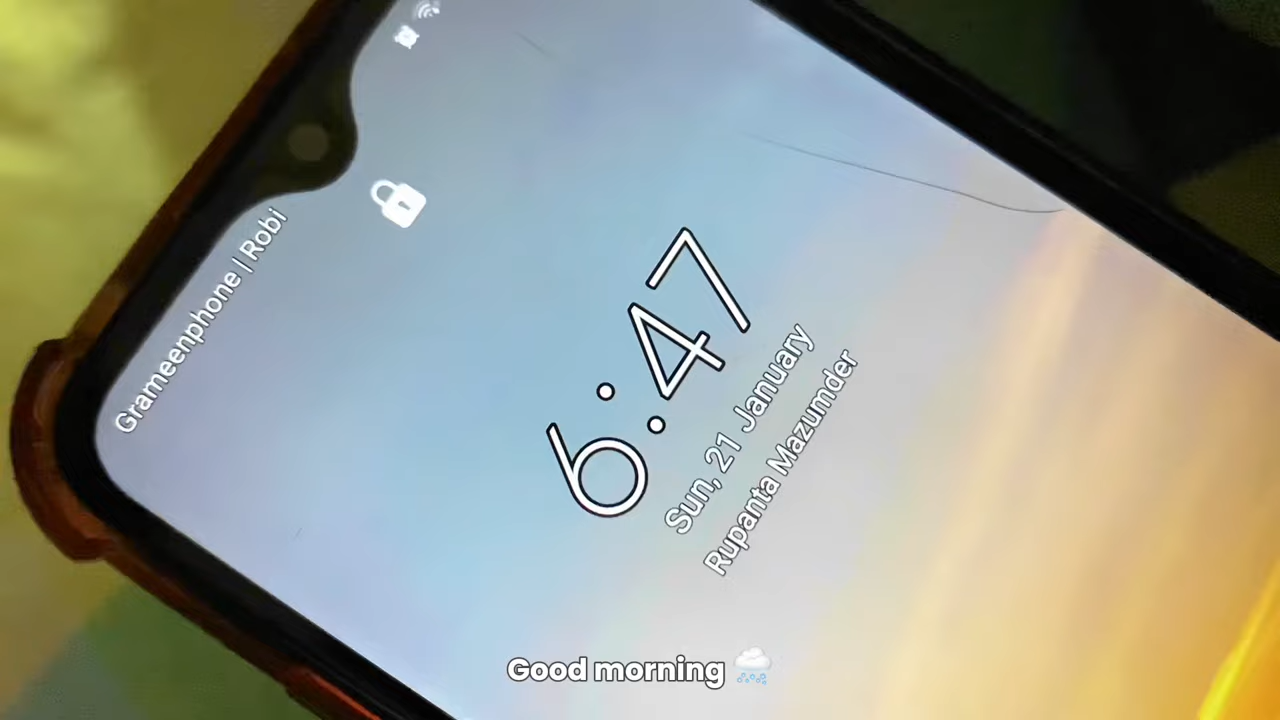 Grameenphone | Robi
6:47
Sun, 21 January
Rupanta Mazumder
Good morning 🌨️